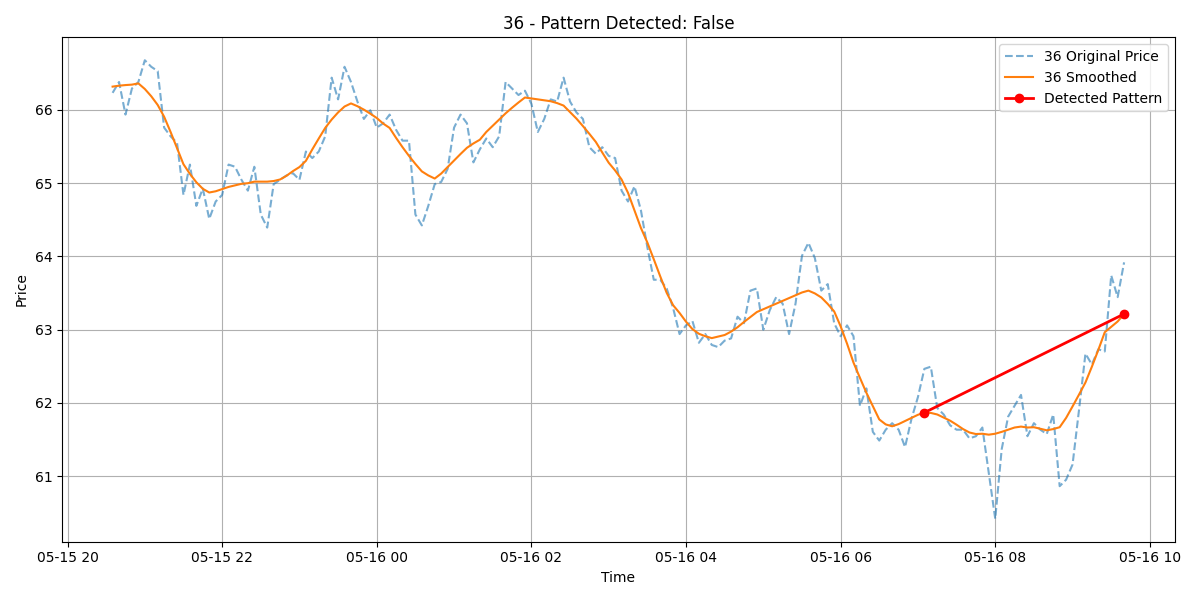 36 - Pattern Detected: False
36 Original Price
36 Smoothed
Detected Pattern
Price
66
65
64
63
62
61
05-15 20
05-15 22
05-16 00
05-16 02
05-16 04
05-16 06
05-16 08
05-16 10
Time